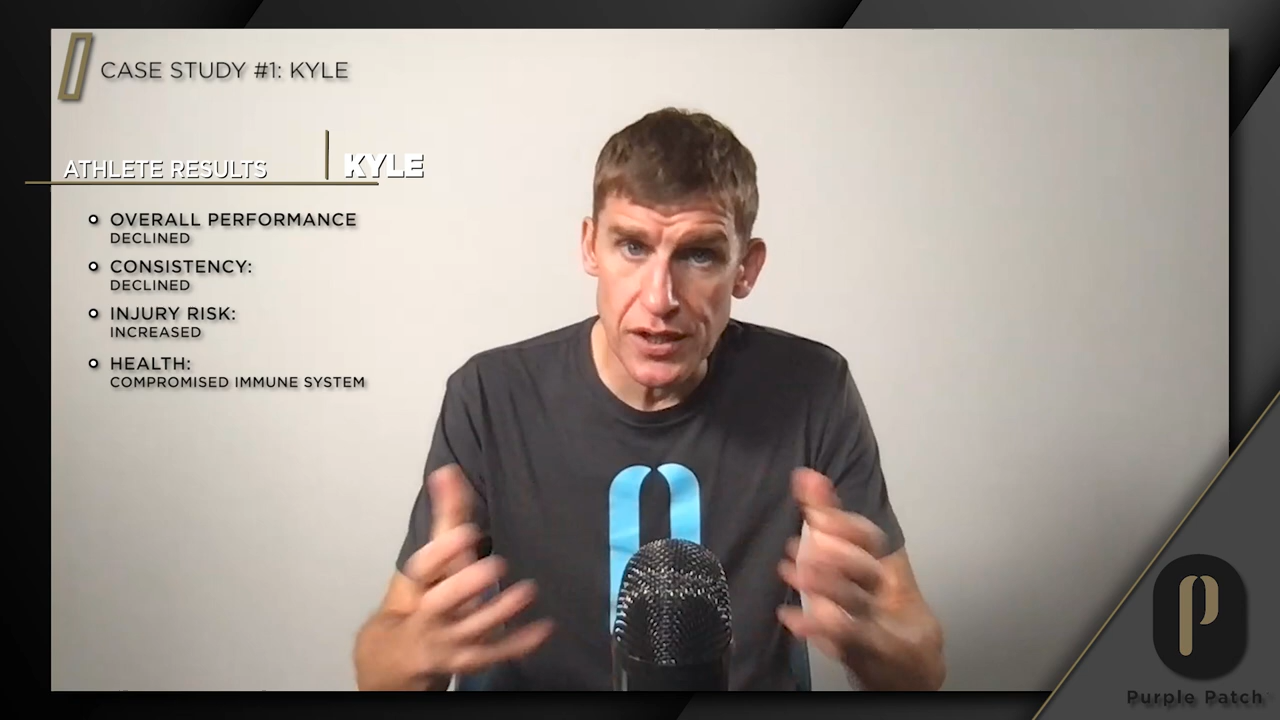 CASE STUDY #1: KYLE
ATHLETE RESULTS
KYLE
OVERALL PERFORMANCE
DECLINED
CONSISTENCY:
DECLINED
INJURY RISK:
INCREASED
HEALTH:
COMPROMISED IMMUNE SYSTEM
Purple Patch